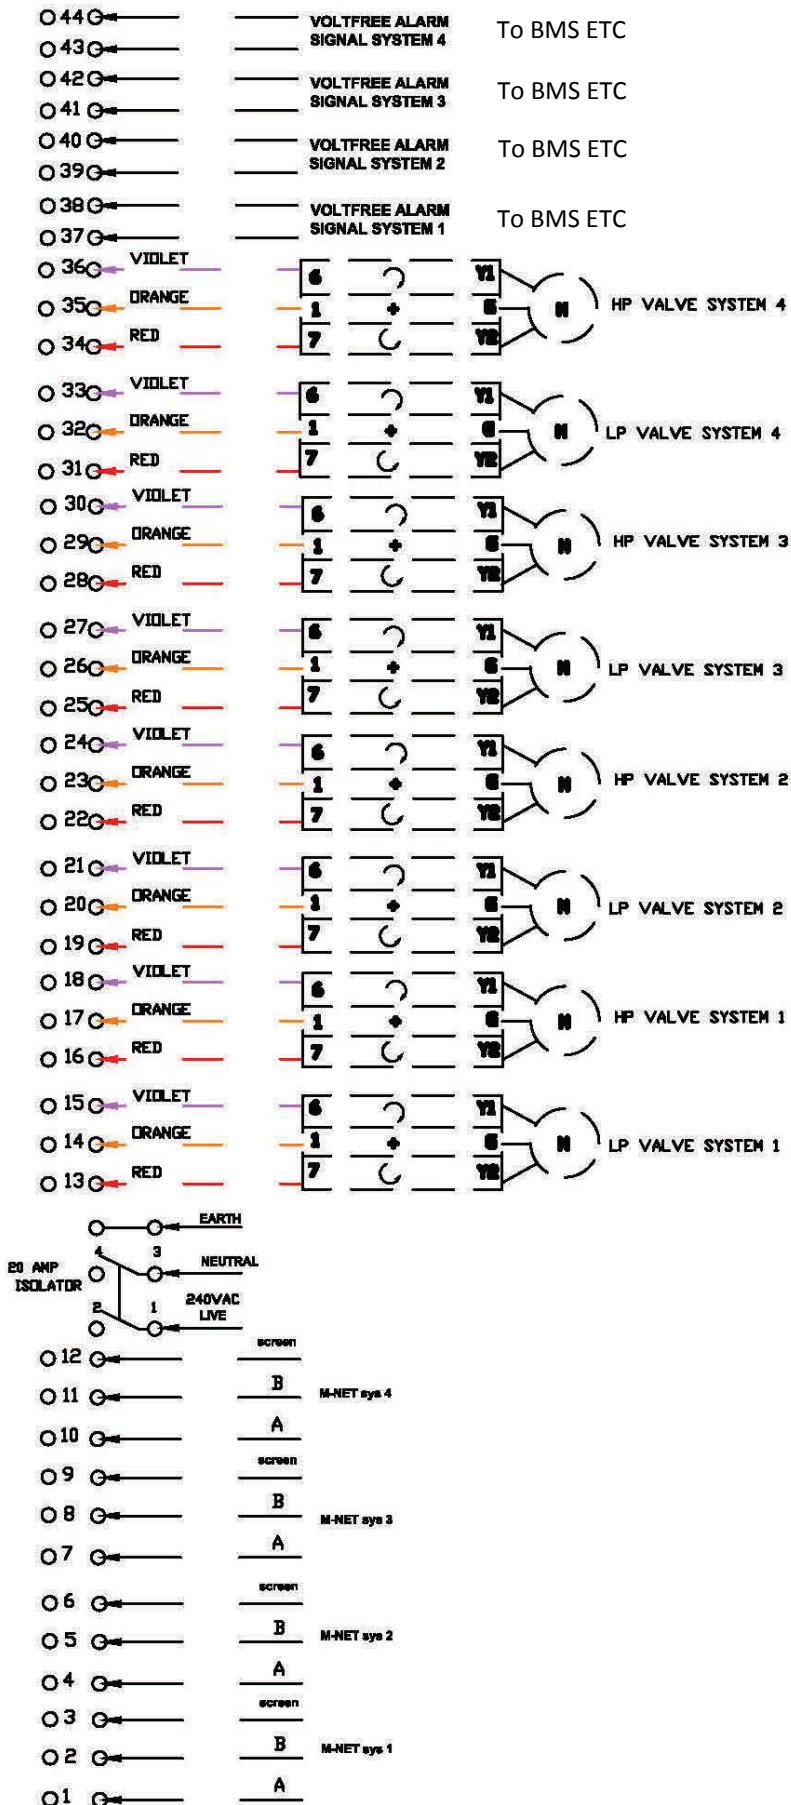 44
VOLTFREE ALARM
SIGNAL SYSTEM 4
To BMS ETC
43
42
VOLTFREE ALARM
SIGNAL SYSTEM 3
To BMS ETC
41
40
VOLTFREE ALARM
SIGNAL SYSTEM 2
To BMS ETC
39
38
VOLTFREE ALARM
SIGNAL SYSTEM 1
To BMS ETC
37
36 VIOLET 6 Y1
35 ORANGE 1 G M HP VALVE SYSTEM 4
34 RED 7 Y2
33 VIOLET 6 Y1
32 ORANGE 1 G M LP VALVE SYSTEM 4
31 RED 7 Y2
30 VIOLET 6 Y1
29 ORANGE 1 G M HP VALVE SYSTEM 3
28 RED 7 Y2
27 VIOLET 6 Y1
26 ORANGE 1 G M LP VALVE SYSTEM 3
25 RED 7 Y2
24 VIOLET 6 Y1
23 ORANGE 1 G M HP VALVE SYSTEM 2
22 RED 7 Y2
21 VIOLET 6 Y1
20 ORANGE 1 G M LP VALVE SYSTEM 2
19 RED 7 Y2
18 VIOLET 6 Y1
17 ORANGE 1 G M HP VALVE SYSTEM 1
16 RED 7 Y2
15 VIOLET 6 Y1
14 ORANGE 1 G M LP VALVE SYSTEM 1
13 RED 7 Y2
EARTH
4 3
NEUTRAL
20 AMP
ISOLATOR
2 1
240VAC
LIVE
12 screen
11 B M-NET sys 4
10 A
9 screen
8 B M-NET sys 3
7 A
6 screen
5 B M-NET sys 2
4 A
3 screen
2 B M-NET sys 1
1 A